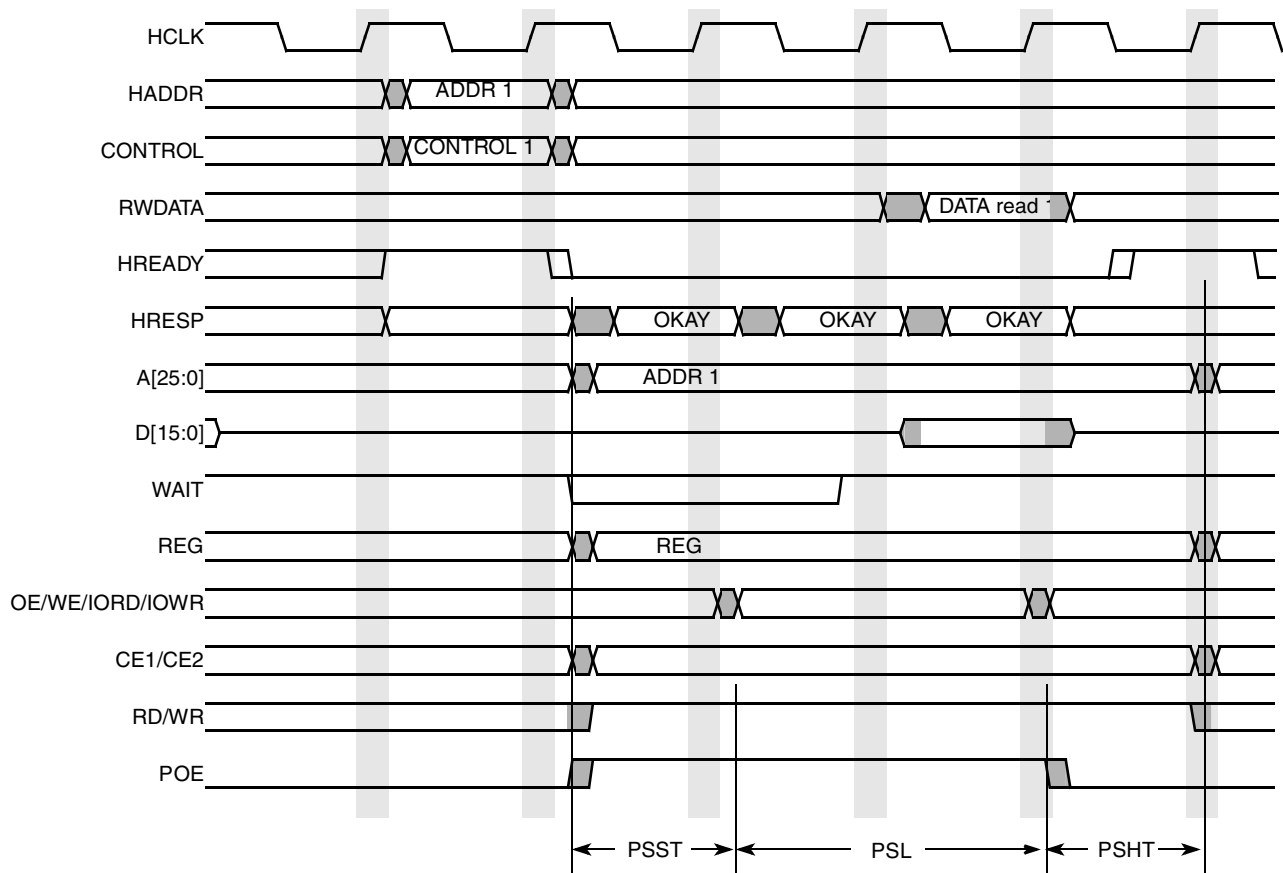 HCLK
HADDR ADDR 1
CONTROL CONTROL 1
RWDATA DATA read 1
HREADY
HRESP OKAY OKAY OKAY
A[25:0] ADDR 1
D[15:0]
WAIT
REG REG
OE/WE/IORD/IOWR
CE1/CE2
RD/WR
POE
PSST PSL PSHT